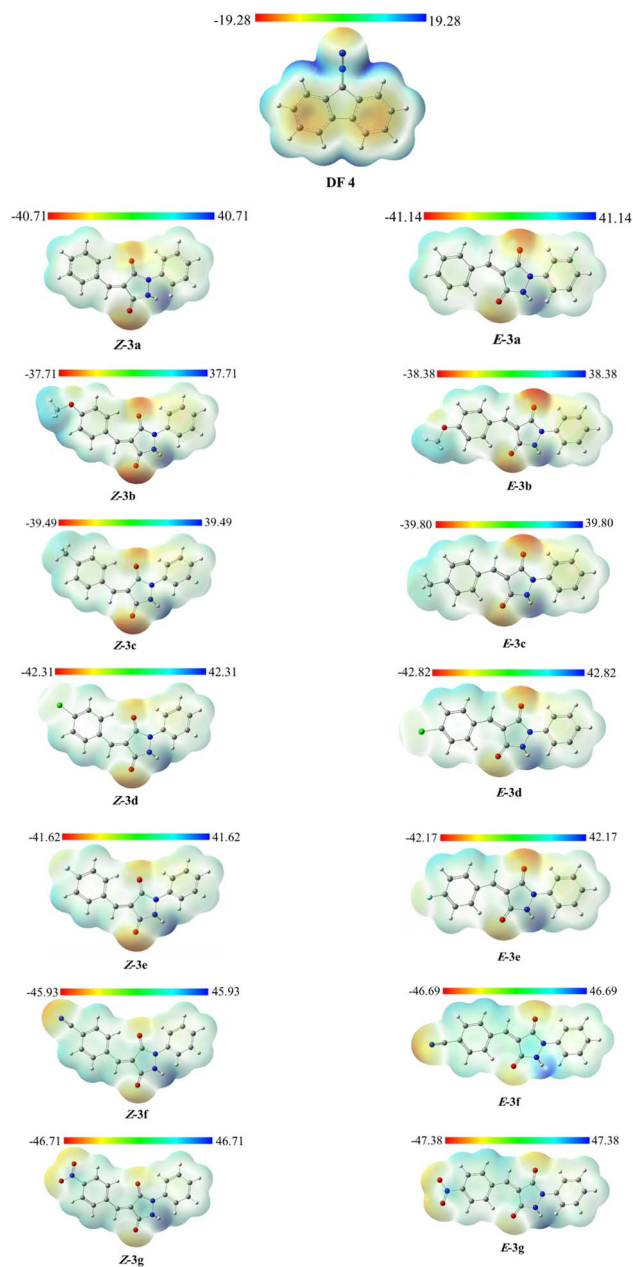 -19.28 19.28
DF 4
-40.71 40.71 -41.14 41.14
Z-3a E-3a
-37.71 37.71 -38.38 38.38
Z-3b E-3b
-39.49 39.49 -39.80 39.80
Z-3c E-3c
-42.31 42.31 -42.82 42.82
Z-3d E-3d
-41.62 41.62 -42.17 42.17
Z-3e E-3e
-45.93 45.93 -46.69 46.69
Z-3f E-3f
-46.71 46.71 -47.38 47.38
Z-3g E-3g